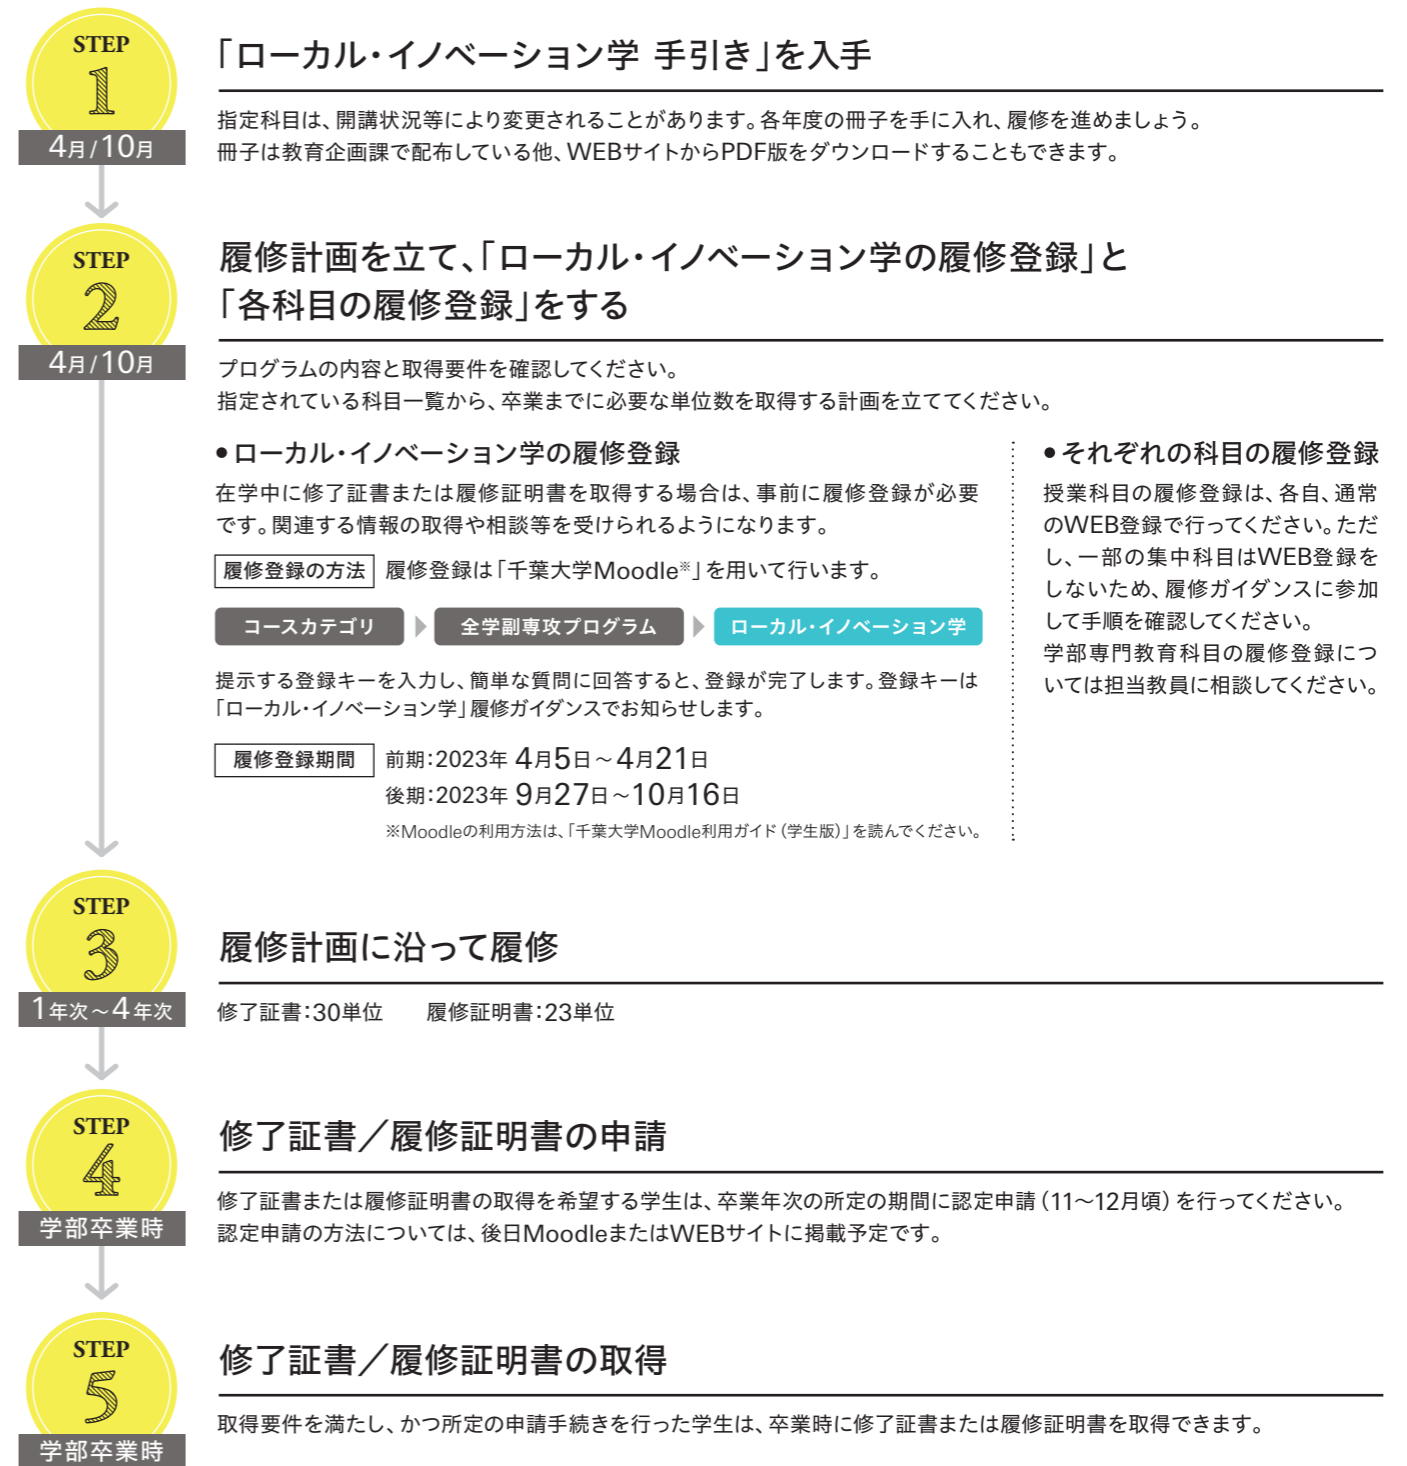 STEP
1
4月/10月
「ローカル・イノベーション学 手引き」を入手
指定科目は、開講状況等により変更されることがあります。各年度の冊子を手に入れ、履修を進めましょう。
冊子は教育企画課で配布している他、WEBサイトからPDF版をダウンロードすることもできます。
STEP
2
4月/10月
履修計画を立て、「ローカル・イノベーション学の履修登録」と
「各科目の履修登録」をする
プログラムの内容と取得要件を確認してください。
指定されている科目一覧から、卒業までに必要な単位数を取得する計画を立ててください。
●ローカル・イノベーション学の履修登録
在学中に修了証書または履修証明書を取得する場合は、事前に履修登録が必要
です。関連する情報の取得や相談等を受けられるようになります。
履修登録の方法 履修登録は「千葉大学Moodle※」を用いて行います。
コースカテゴリ ▶ 全学副専攻プログラム ▶ ローカル・イノベーション学
提示する登録キーを入力し、簡単な質問に回答すると、登録が完了します。登録キーは
「ローカル・イノベーション学」履修ガイダンスでお知らせします。
履修登録期間 前期：2023年 4月5日～4月21日
後期：2023年 9月27日～10月16日
※Moodleの利用方法は、「千葉大学Moodle利用ガイド（学生版）」を読んでください。
●それぞれの科目の履修登録
授業科目の履修登録は、各自、通常
のWEB登録で行ってください。ただ
し、一部の集中科目はWEB登録を
しないため、履修ガイダンスに参加
して手順を確認してください。
学部専門教育科目の履修登録につ
いては担当教員に相談してください。
STEP
3
1年次～4年次
履修計画に沿って履修
修了証書：30単位 履修証明書：23単位
STEP
4
学部卒業時
修了証書／履修証明書の申請
修了証書または履修証明書の取得を希望する学生は、卒業年次の所定の期間に認定申請（11～12月頃）を行ってください。
認定申請の方法については、後日MoodleまたはWEBサイトに掲載予定です。
STEP
5
学部卒業時
修了証書／履修証明書の取得
取得要件を満たし、かつ所定の申請手続きを行った学生は、卒業時に修了証書または履修証明書を取得できます。